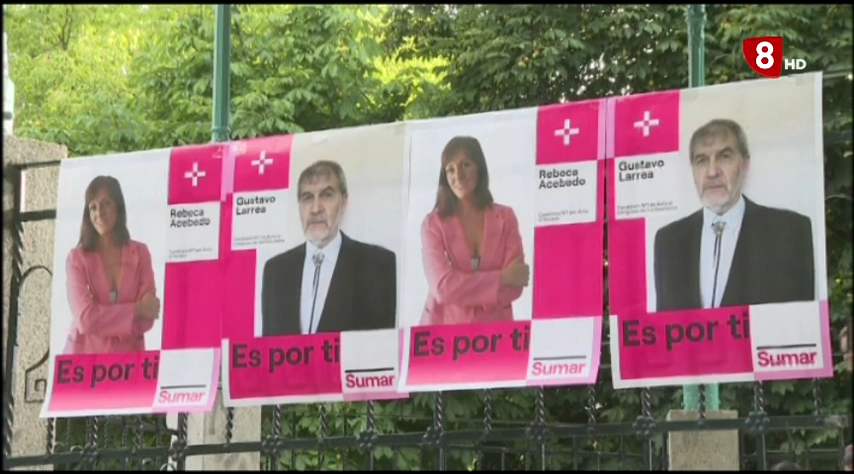 8 HD
Rebeca
Acebedo
Es por ti
Sumar
Gustavo
Larrea
Es por ti
Sumar
Rebeca
Acebedo
Es por ti
Sumar
Gustavo
Larrea
Es por ti
Sumar